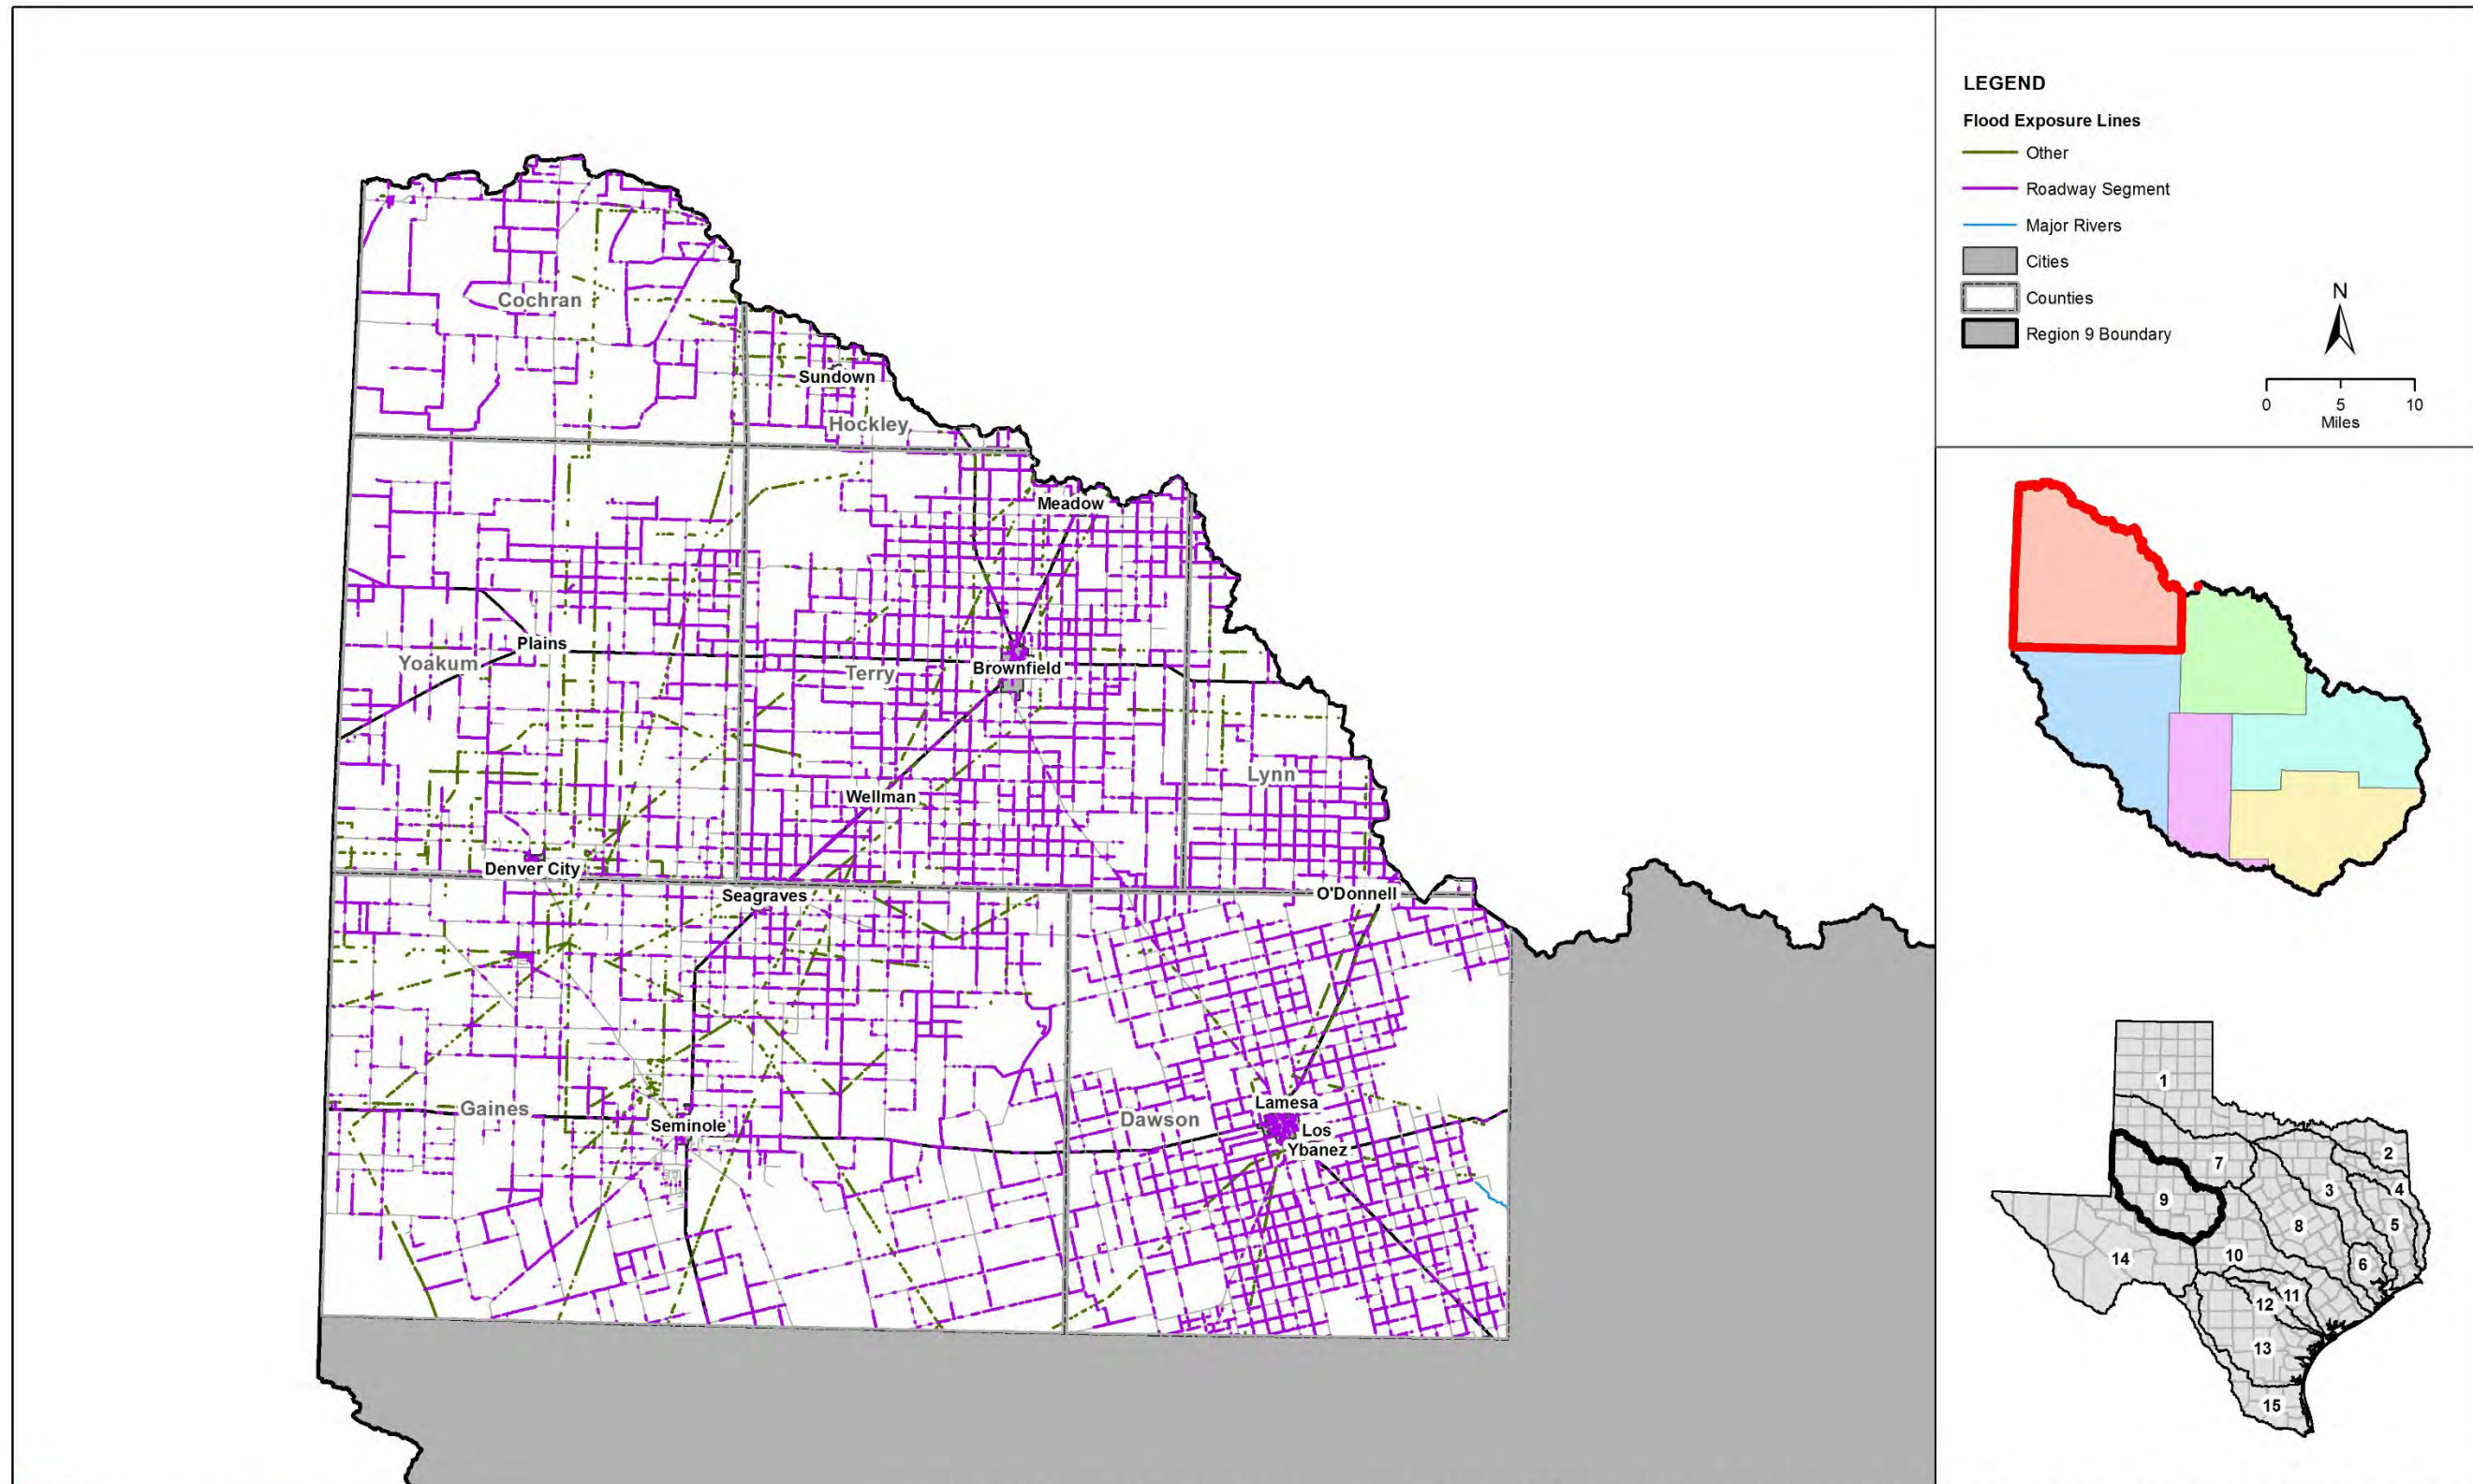 LEGEND
Flood Exposure Lines
Other
Roadway Segment
Major Rivers
Cities
Counties
Region 9 Boundary
N
0 5 10
Miles
Cochran
Sundown
Hockley
Meadow
Plains
Yoakum
Terry
Brownfield
Lynn
Wellman
Denver City
Seagraves
O'Donnell
Gaines
Seminole
Dawson
Lamesa
Los
Ybanez
1
2
7
3
4
9
8
5
10
14
6
11
12
13
15